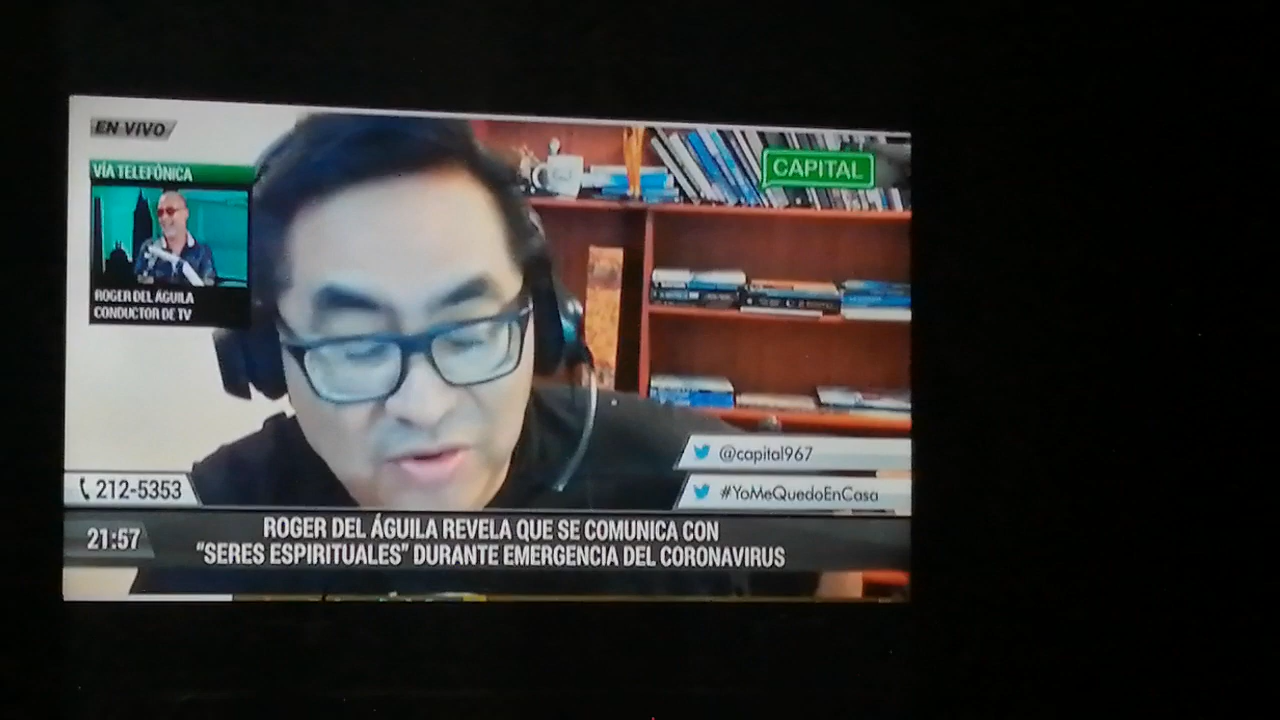 EN VIVO
VÍA TELEFÓNICA
CAPITAL
ROGER DEL ÁGUILA
CONDUCTOR DE TV
@capital967
212-5353
#YoMeQuedoEnCasa
21:57
ROGER DEL ÁGUILA REVELA QUE SE COMUNICA CON
"SERES ESPIRITUALES" DURANTE EMERGENCIA DEL CORONAVIRUS